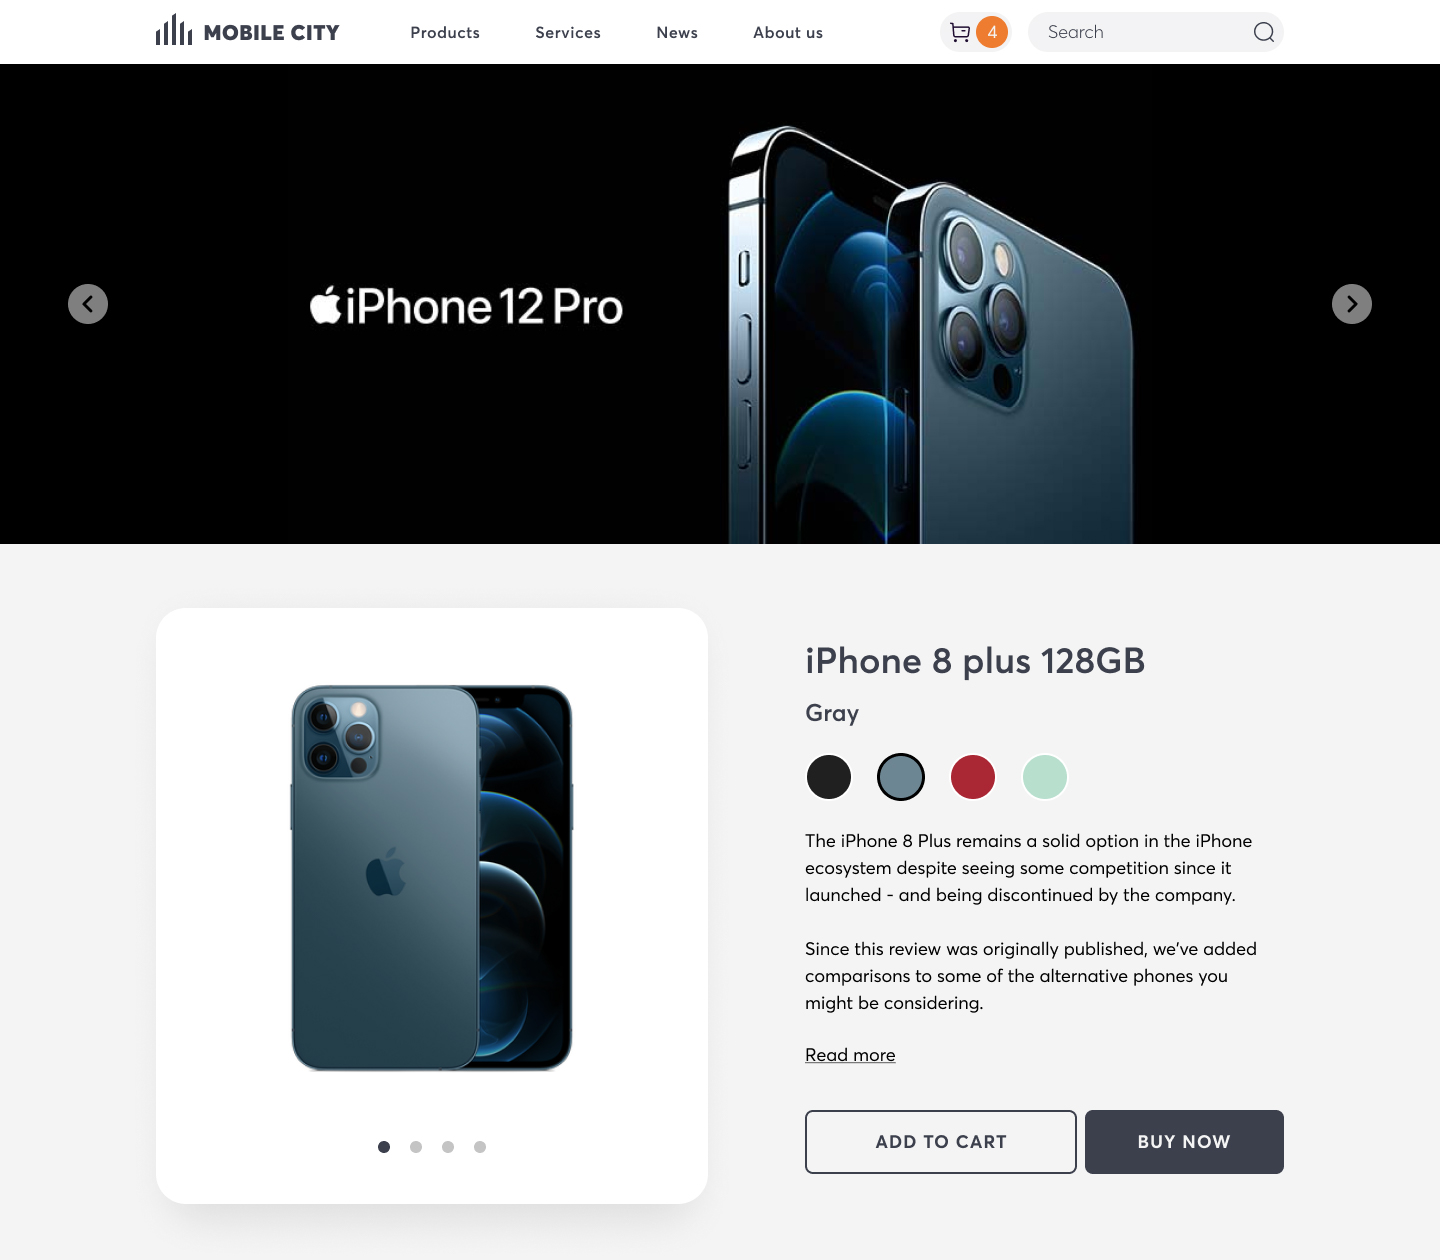 MOBILE CITY
Products
Services
News
About us
4
Search
iPhone 12 Pro
iPhone 8 plus 128GB
Gray
The iPhone 8 Plus remains a solid option in the iPhone
ecosystem despite seeing some competition since it
launched - and being discontinued by the company.
Since this review was originally published, we've added
comparisons to some of the alternative phones you
might be considering.
Read more
ADD TO CART
BUY NOW